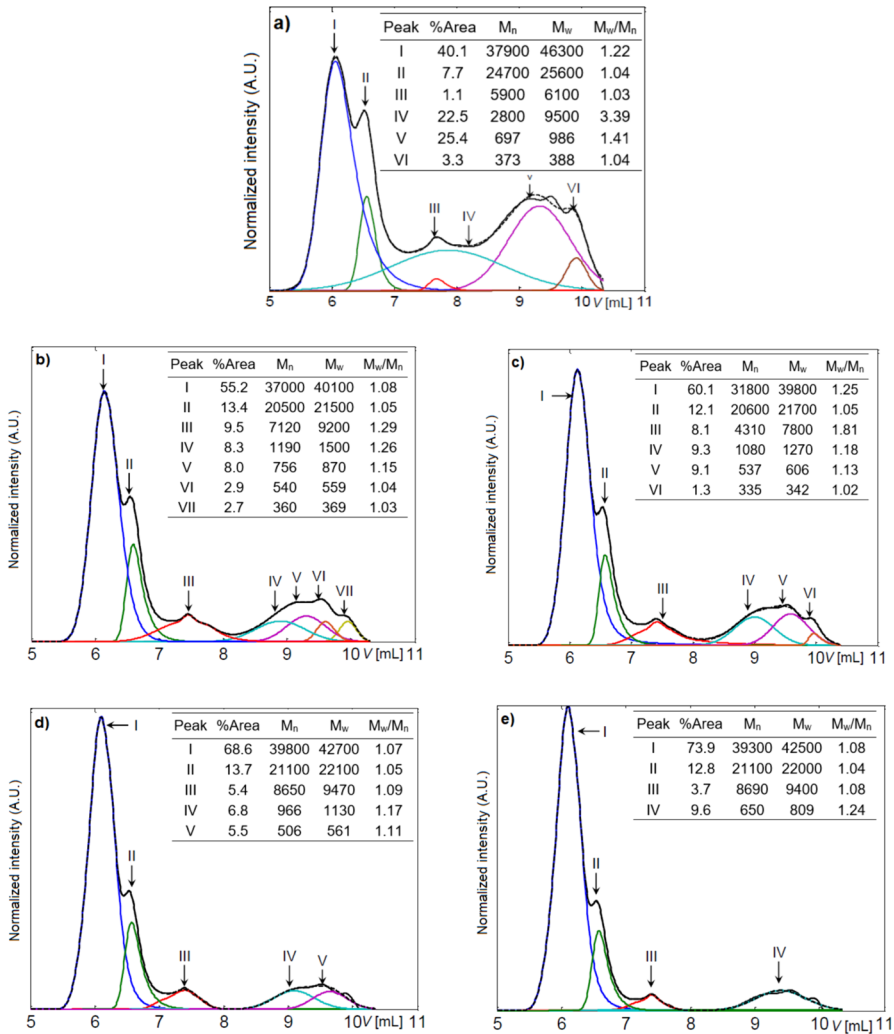 a)
Normalized intensity (A.U.)
I
II
III
IV
v
VI
Peak %Area Mn Mw Mw/Mn
I 40.1 37900 46300 1.22
II 7.7 24700 25600 1.04
III 1.1 5900 6100 1.03
IV 22.5 2800 9500 3.39
V 25.4 697 986 1.41
VI 3.3 373 388 1.04
5 6 7 8 9 10 V [mL] 11
b)
Normalized intensity (A.U.)
I
II
III
IV
V
VI
VII
Peak %Area Mn Mw Mw/Mn
I 55.2 37000 40100 1.08
II 13.4 20500 21500 1.05
III 9.5 7120 9200 1.29
IV 8.3 1190 1500 1.26
V 8.0 756 870 1.15
VI 2.9 540 559 1.04
VII 2.7 360 369 1.03
5 6 7 8 9 10 V [mL] 11
c)
Normalized intensity (A.U.)
I
II
III
IV
V
VI
Peak %Area Mn Mw Mw/Mn
I 60.1 31800 39800 1.25
II 12.1 20600 21700 1.05
III 8.1 4310 7800 1.81
IV 9.3 1080 1270 1.18
V 9.1 537 606 1.13
VI 1.3 335 342 1.02
5 6 7 8 9 10 V [mL] 11
d)
Normalized intensity (A.U.)
I
II
III
IV
V
Peak %Area Mn Mw Mw/Mn
I 68.6 39800 42700 1.07
II 13.7 21100 22100 1.05
III 5.4 8650 9470 1.09
IV 6.8 966 1130 1.17
V 5.5 506 561 1.11
5 6 7 8 9 10 V [mL] 11
e)
Normalized intensity (A.U.)
I
II
III
IV
Peak %Area Mn Mw Mw/Mn
I 73.9 39300 42500 1.08
II 12.8 21100 22000 1.04
III 3.7 8690 9400 1.08
IV 9.6 650 809 1.24
5 6 7 8 9 10 V [mL] 11